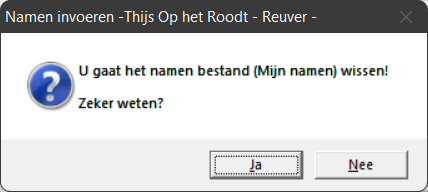 Namen invoeren -Thijs Op het Roodt - Reuver -
U gaat het namen bestand (Mijn namen) wissen!
Zeker weten?
Ja
Nee